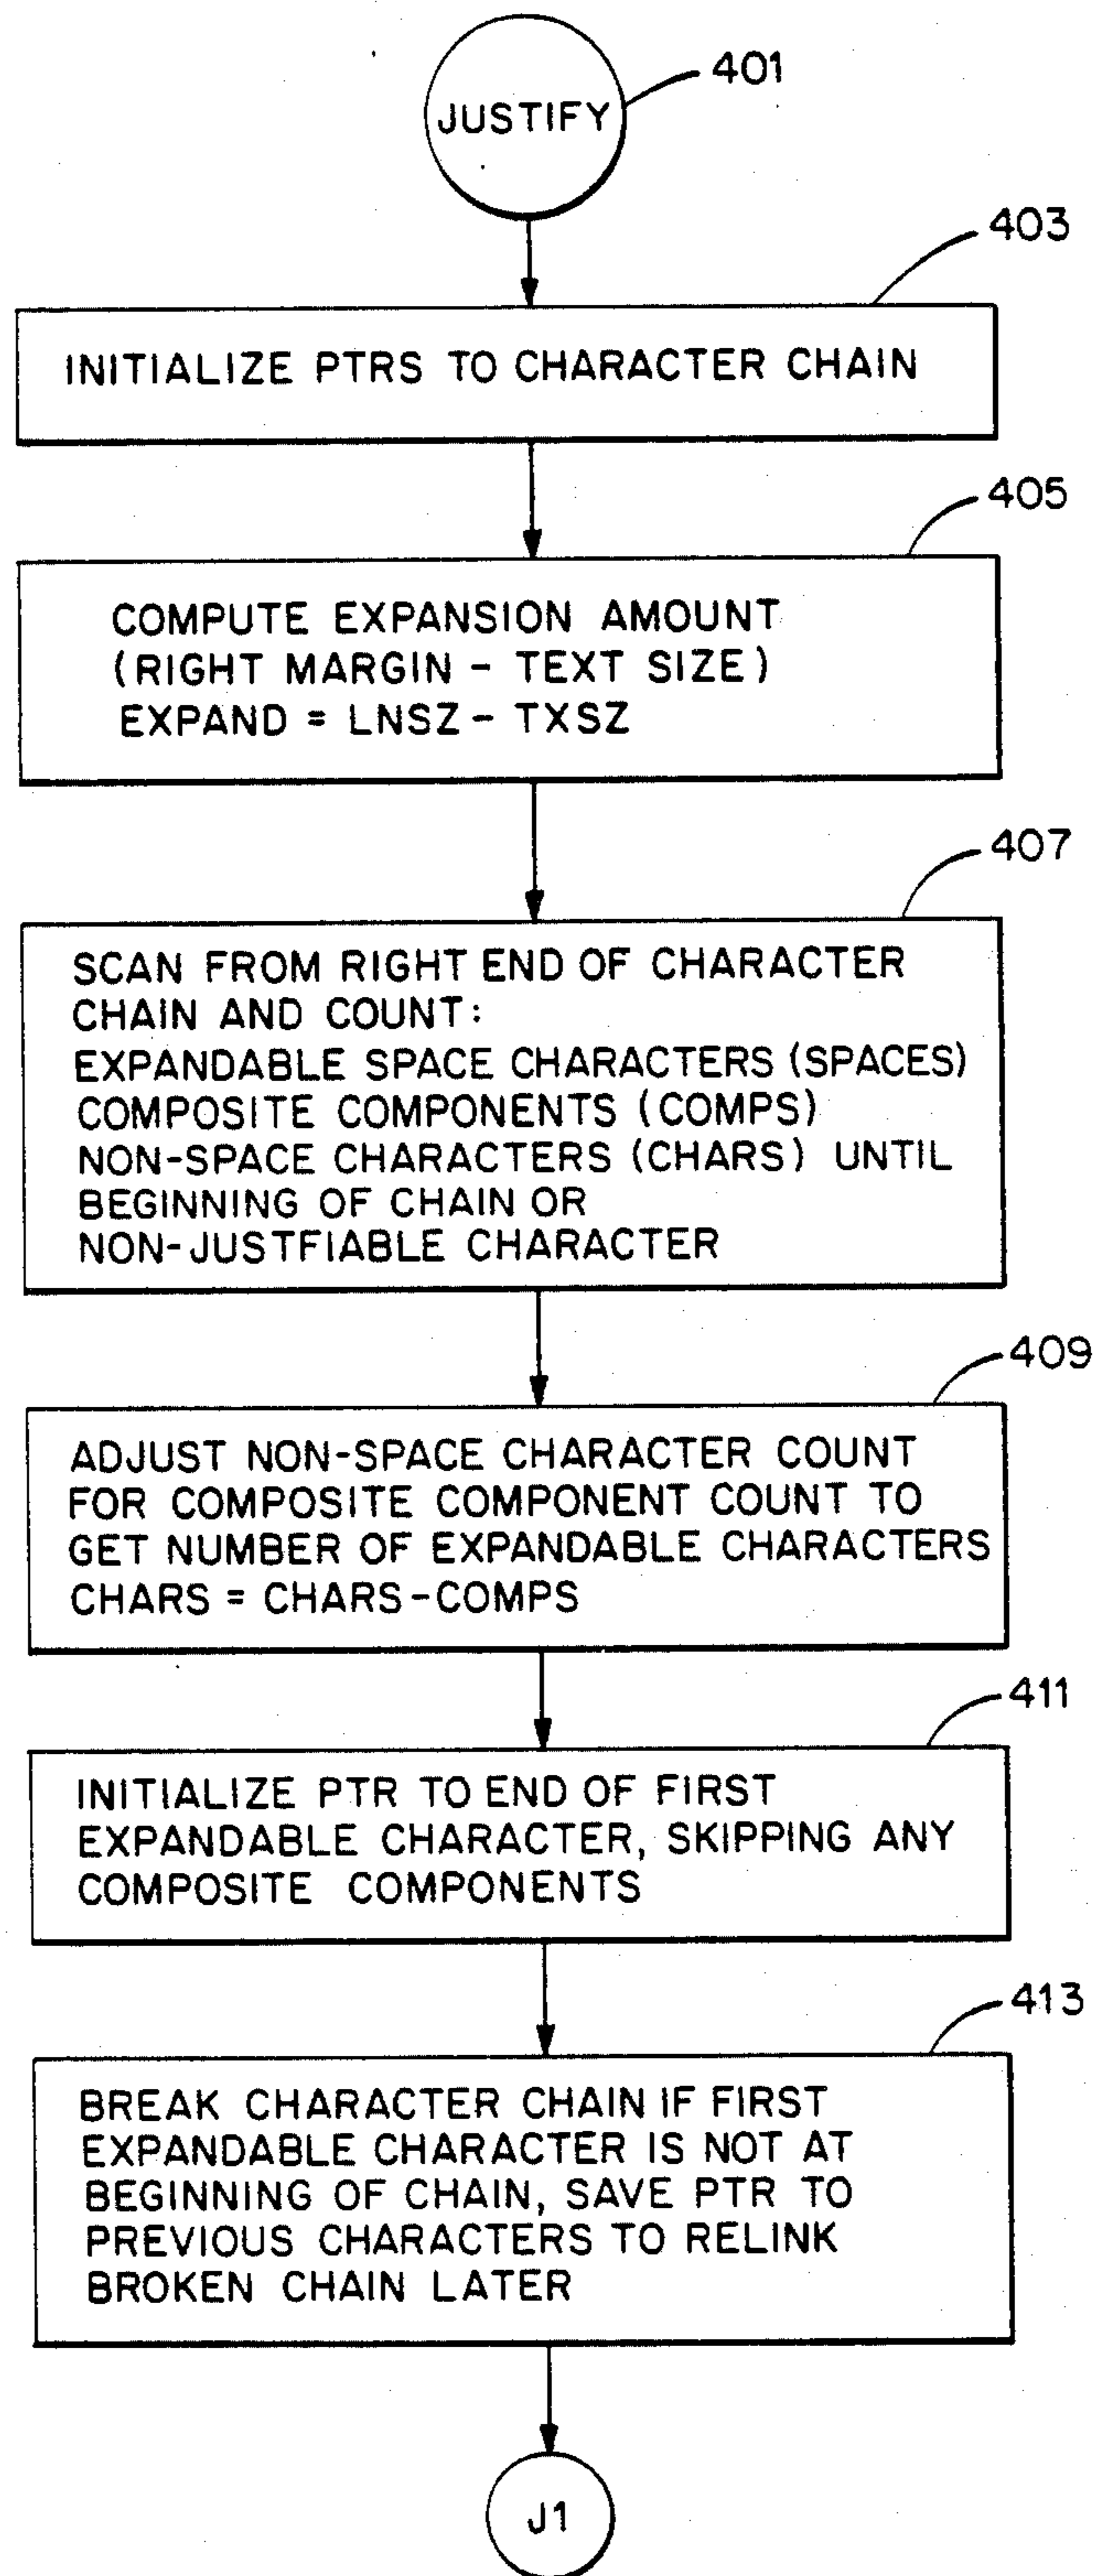 JUSTIFY
401
403
INITIALIZE PTRS TO CHARACTER CHAIN
405
COMPUTE EXPANSION AMOUNT
(RIGHT MARGIN - TEXT SIZE)
EXPAND = LNSZ - TXSZ
407
SCAN FROM RIGHT END OF CHARACTER
CHAIN AND COUNT:
EXPANDABLE SPACE CHARACTERS (SPACES)
COMPOSITE COMPONENTS (COMPS)
NON-SPACE CHARACTERS (CHARS) UNTIL
BEGINNING OF CHAIN OR
NON-JUSTFIABLE CHARACTER
409
ADJUST NON-SPACE CHARACTER COUNT
FOR COMPOSITE COMPONENT COUNT TO
GET NUMBER OF EXPANDABLE CHARACTERS
CHARS = CHARS-COMPS
411
INITIALIZE PTR TO END OF FIRST
EXPANDABLE CHARACTER, SKIPPING ANY
COMPOSITE COMPONENTS
413
BREAK CHARACTER CHAIN IF FIRST
EXPANDABLE CHARACTER IS NOT AT
BEGINNING OF CHAIN, SAVE PTR TO
PREVIOUS CHARACTERS TO RELINK
BROKEN CHAIN LATER
J1